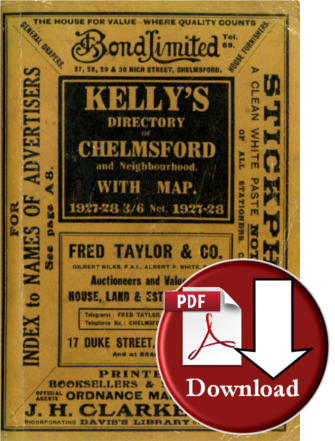 THE HOUSE FOR VALUE—WHERE QUALITY COUNTS
GENERAL DRAPERS.
Bond Limited
Tel. 69.
HOUSE FURNISHERS.
27, 28, 29 & 30 HIGH STREET, CHELMSFORD.
FOR
INDEX to NAMES OF ADVERTISERS
See page A 8.
KELLY'S
DIRECTORY
OF
CHELMSFORD
and Neighbourhood.
WITH MAP.
1927-28 3/6 Net. 1927-28
STICKPH
A CLEAN WHITE PASTE NOT
OF ALL STATIONERS.
FRED TAYLOR & CO.
GILBERT WILKS, P.A.I., ALBERT P. WHITE,
Auctioneers and Valu
HOUSE, LAND & EST
Telegrams: FRED TAYLOR
Telephone No.: CHELMSFO
17 DUKE STREET,
And at BRA
PRINTE
BOOKSELLERS &
OFFICIAL AGENTS
ORDNANCE MA
J. H. CLARKE
INCORPORATING DAVIS'S LIBRARY
PDF
Download